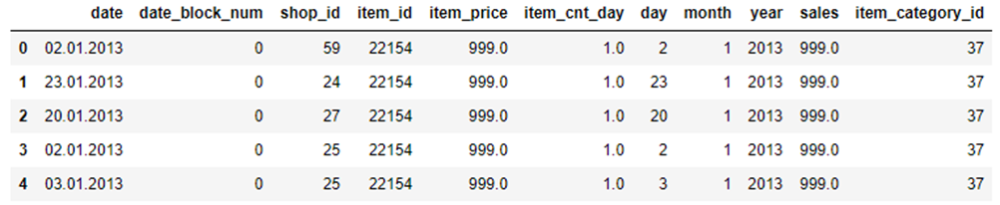 date date_block_num shop_id item_id item_price item_cnt_day day month year sales item_category_id
0 02.01.2013 0 59 22154 999.0 1.0 2 1 2013 999.0 37
1 23.01.2013 0 24 22154 999.0 1.0 23 1 2013 999.0 37
2 20.01.2013 0 27 22154 999.0 1.0 20 1 2013 999.0 37
3 02.01.2013 0 25 22154 999.0 1.0 2 1 2013 999.0 37
4 03.01.2013 0 25 22154 999.0 1.0 3 1 2013 999.0 37